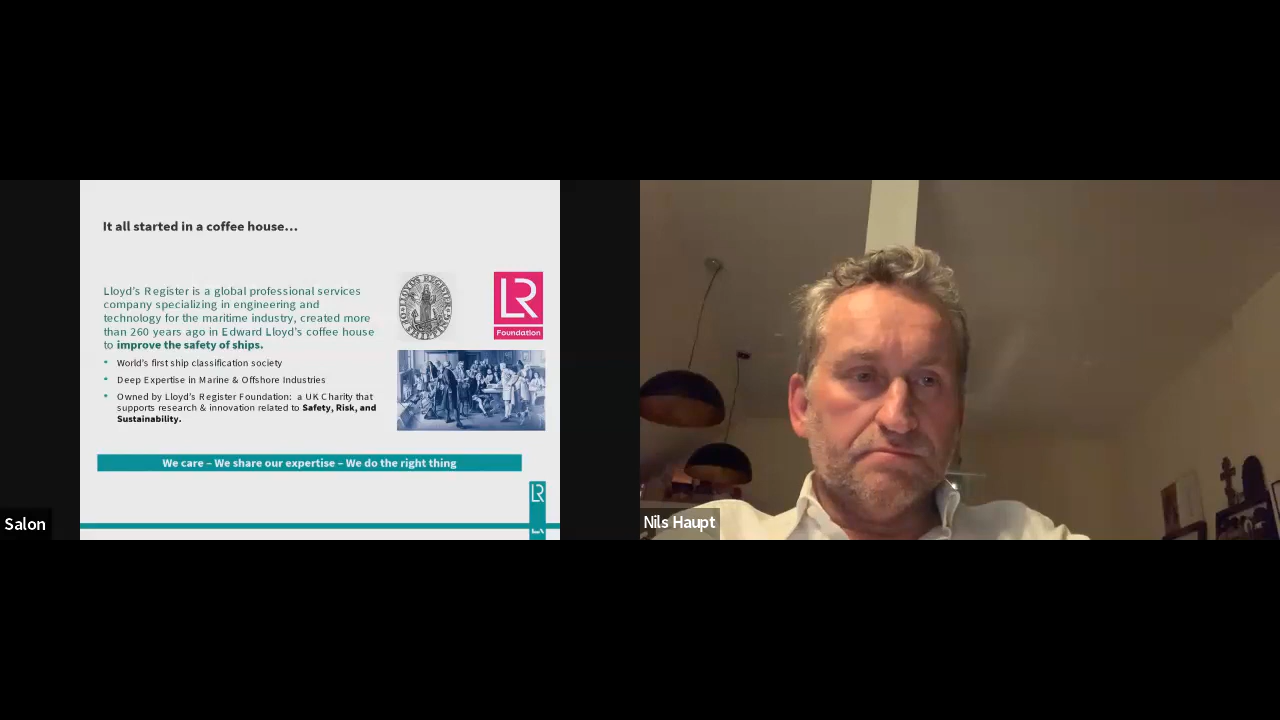 It all started in a coffee house...
Lloyd's Register is a global professional services
company specializing in engineering and
technology for the maritime industry, created more
than 260 years ago in Edward Lloyd's coffee house
to improve the safety of ships.
• World's first ship classification society
• Deep Expertise in Marine & Offshore Industries
• Owned by Lloyd's Register Foundation: a UK Charity that
supports research & innovation related to Safety, Risk, and
Sustainability.
LR
Foundation
We care – We share our expertise – We do the right thing
LR
Salon
Nils Haupt